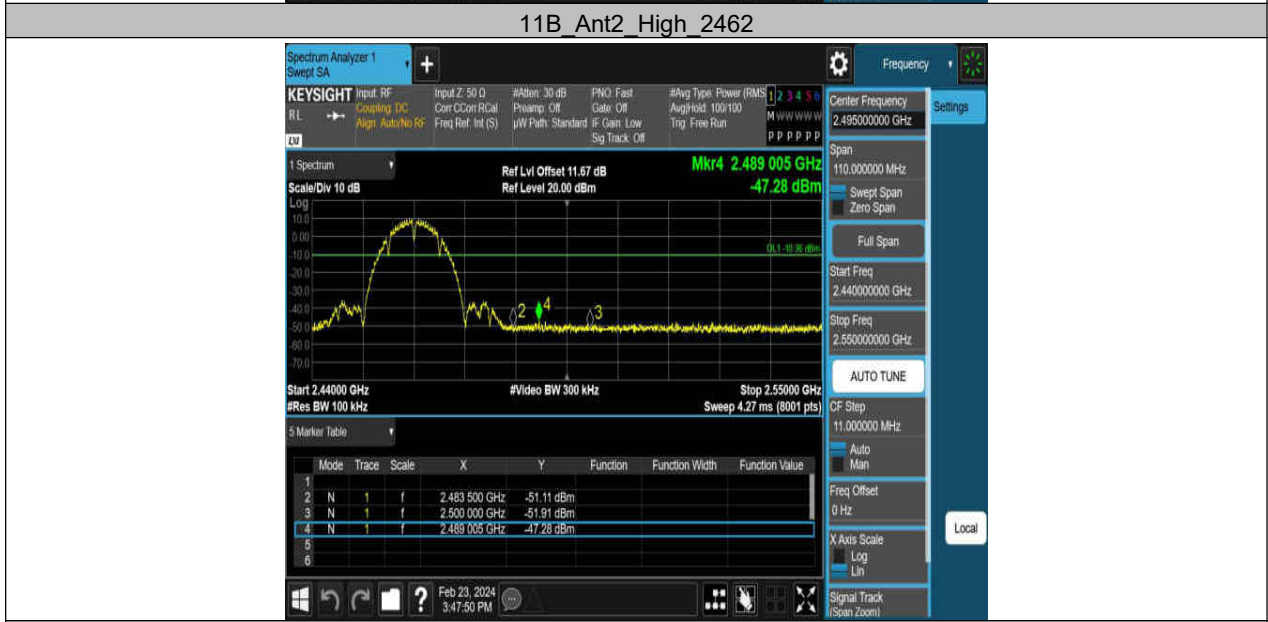 11B_Ant2_High_2462
Spectrum Analyzer 1
Swept SA
+
Frequency
KEYSIGHT
RL
LXI
Input: RF
Coupling: DC
Align: Auto/No RF
Input Z: 50 Ω
Corr CCorr RCal
Freq Ref: Int (S)
#Atten: 30 dB
Preamp: Off
µW Path: Standard
PNO: Fast
Gate: Off
IF Gain: Low
Sig Track: Off
#Avg Type: Power (RMS
Avg|Hold: 100/100
Trig: Free Run
1 2 3 4 5 6
M W W W W W
P P P P P P
Center Frequency
2.495000000 GHz
Settings
Span
110.000000 MHz
Swept Span
Zero Span
Full Span
Start Freq
2.440000000 GHz
Stop Freq
2.550000000 GHz
AUTO TUNE
CF Step
11.000000 MHz
Auto
Man
Freq Offset
0 Hz
X Axis Scale
Log
Lin
Signal Track
(Span Zoom)
Local
1 Spectrum
Scale/Div 10 dB
Ref Lvl Offset 11.67 dB
Ref Level 20.00 dBm
Mkr4 2.489 005 GHz
-47.28 dBm
Log
10.0
0.00
-10.0
-20.0
-30.0
-40.0
-50.0
-60.0
-70.0
2
4
3
Start 2.44000 GHz
#Res BW 100 kHz
#Video BW 300 kHz
Stop 2.55000 GHz
Sweep 4.27 ms (8001 pts)
5 Marker Table
Mode Trace Scale X Y Function Function Width Function Value
1
2 N 1 f 2.483 500 GHz -51.11 dBm
3 N 1 f 2.500 000 GHz -51.91 dBm
4 N 1 f 2.489 005 GHz -47.28 dBm
5
6
?
Feb 23, 2024
3:47:50 PM